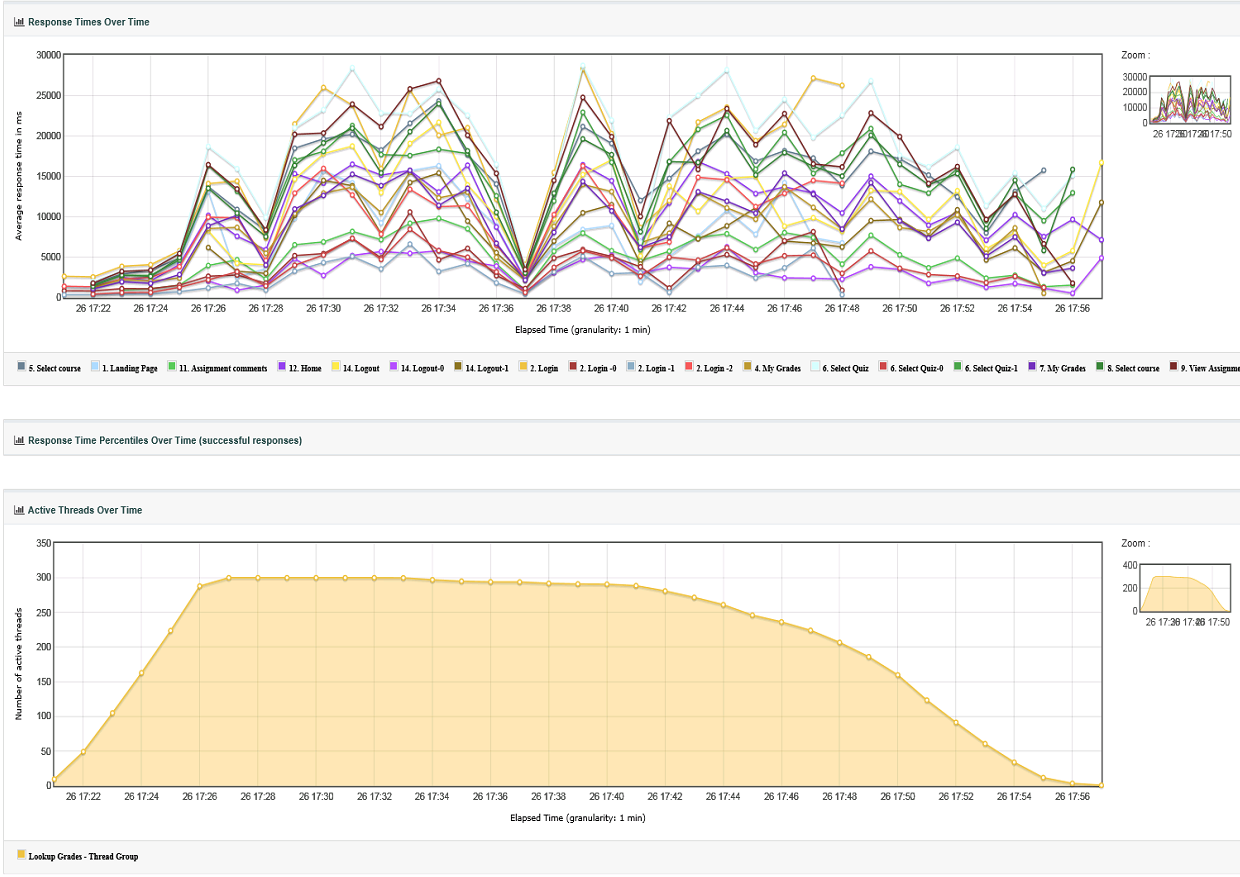 Response Times Over Time
30000
25000
20000
15000
10000
5000
0
Average response time in ms
26 17:22 26 17:24 26 17:26 26 17:28 26 17:30 26 17:32 26 17:34 26 17:36 26 17:38 26 17:40 26 17:42 26 17:44 26 17:46 26 17:48 26 17:50 26 17:52 26 17:54 26 17:56
Elapsed Time (granularity: 1 min)
Zoom :
30000
20000
10000
0
5. Select course 1. Landing Page 11. Assignment comments 12. Home 14. Logout 14. Logout-0 14. Logout-1 2. Login 2. Login -0 2. Login -1 2. Login -2 4. My Grades 6. Select Quiz 6. Select Quiz-0 6. Select Quiz-1 7. My Grades 8. Select course 9. View Assignme
Response Time Percentiles Over Time (successful responses)
Active Threads Over Time
350
300
250
200
150
100
50
0
Number of active threads
26 17:22 26 17:24 26 17:26 26 17:28 26 17:30 26 17:32 26 17:34 26 17:36 26 17:38 26 17:40 26 17:42 26 17:44 26 17:46 26 17:48 26 17:50 26 17:52 26 17:54 26 17:56
Elapsed Time (granularity: 1 min)
Zoom :
400
200
0
Lookup Grades - Thread Group